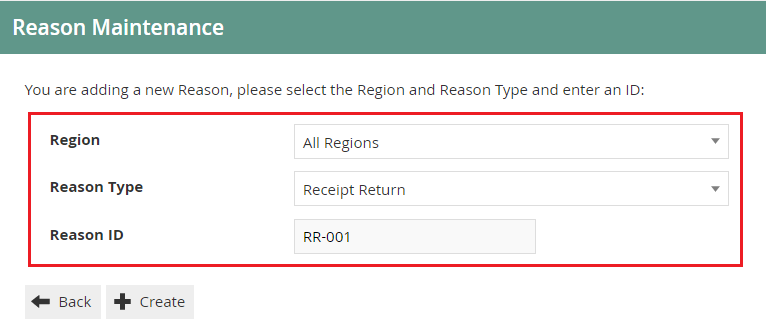 Reason Maintenance
You are adding a new Reason, please select the Region and Reason Type and enter an ID:
Region All Regions
Reason Type Receipt Return
Reason ID RR-001
Back Create